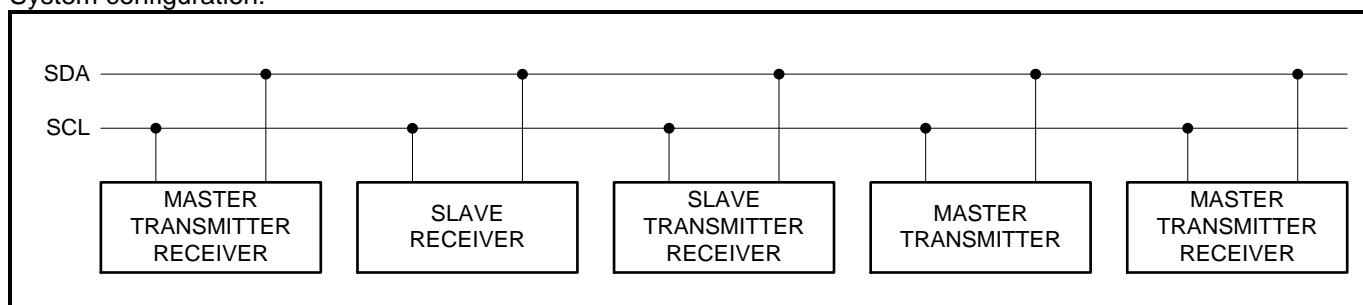 System configuration:
SDA
SCL
MASTER
TRANSMITTER
RECEIVER
SLAVE
RECEIVER
SLAVE
TRANSMITTER
RECEIVER
MASTER
TRANSMITTER
MASTER
TRANSMITTER
RECEIVER